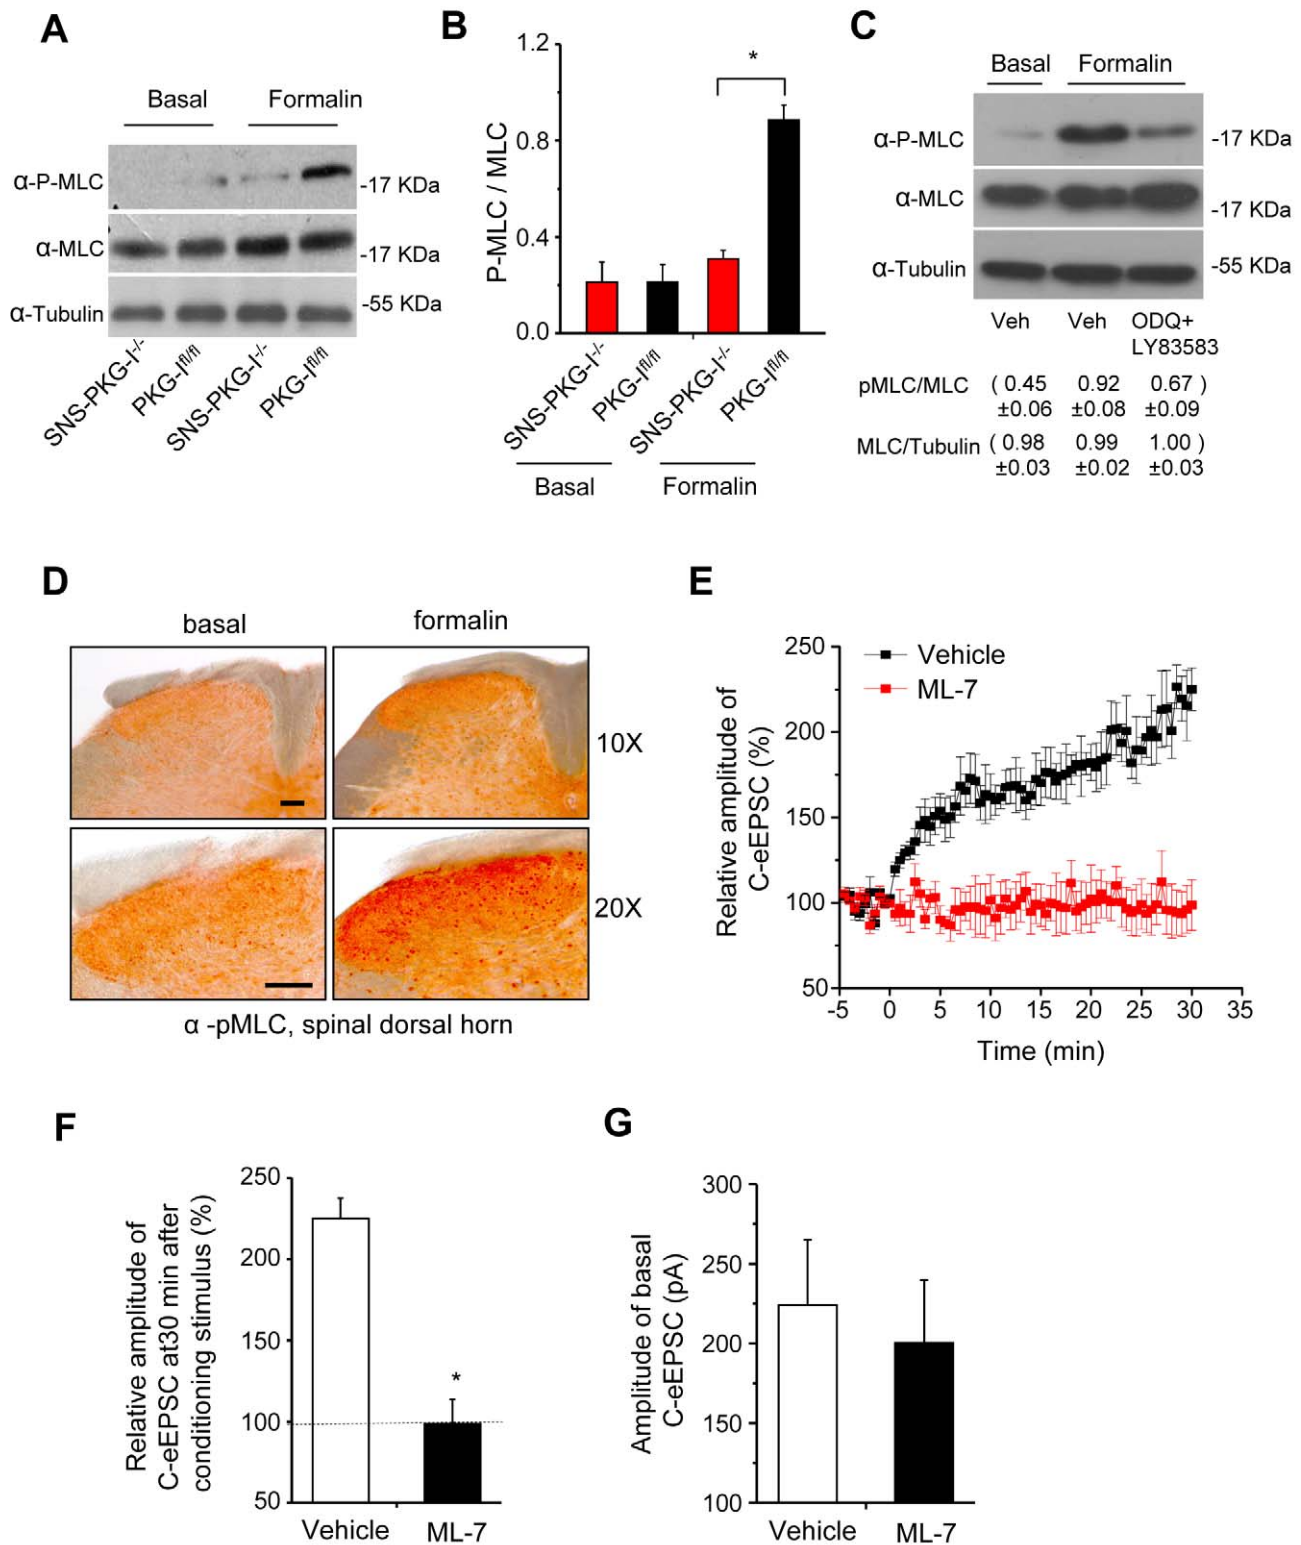 A
Basal
Formalin
α-P-MLC
-17 KDa
α-MLC
-17 KDa
α-Tubulin
-55 KDa
SNS-PKG-I-/-
PKG-Ifl/fl
SNS-PKG-I-/-
PKG-Ifl/fl
B
P-MLC / MLC
1.2
0.8
0.4
0.0
*
SNS-PKG-I-/-
PKG-Ifl/fl
SNS-PKG-I-/-
PKG-Ifl/fl
Basal
Formalin
C
Basal
Formalin
α-P-MLC
-17 KDa
α-MLC
-17 KDa
α-Tubulin
-55 KDa
Veh
Veh
ODQ+
LY83583
pMLC/MLC ( 0.45 0.92 0.67 )
±0.06 ±0.08 ±0.09
MLC/Tubulin ( 0.98 0.99 1.00 )
±0.03 ±0.02 ±0.03
D
basal
formalin
10X
20X
α -pMLC, spinal dorsal horn
E
Relative amplitude of
C-eEPSC (%)
250
200
150
100
50
Vehicle
ML-7
-5 0 5 10 15 20 25 30 35
Time (min)
F
Relative amplitude of
C-eEPSC at30 min after
conditioning stimulus (%)
250
200
150
100
50
*
Vehicle
ML-7
G
Amplitude of basal
C-eEPSC (pA)
300
250
200
150
100
Vehicle
ML-7